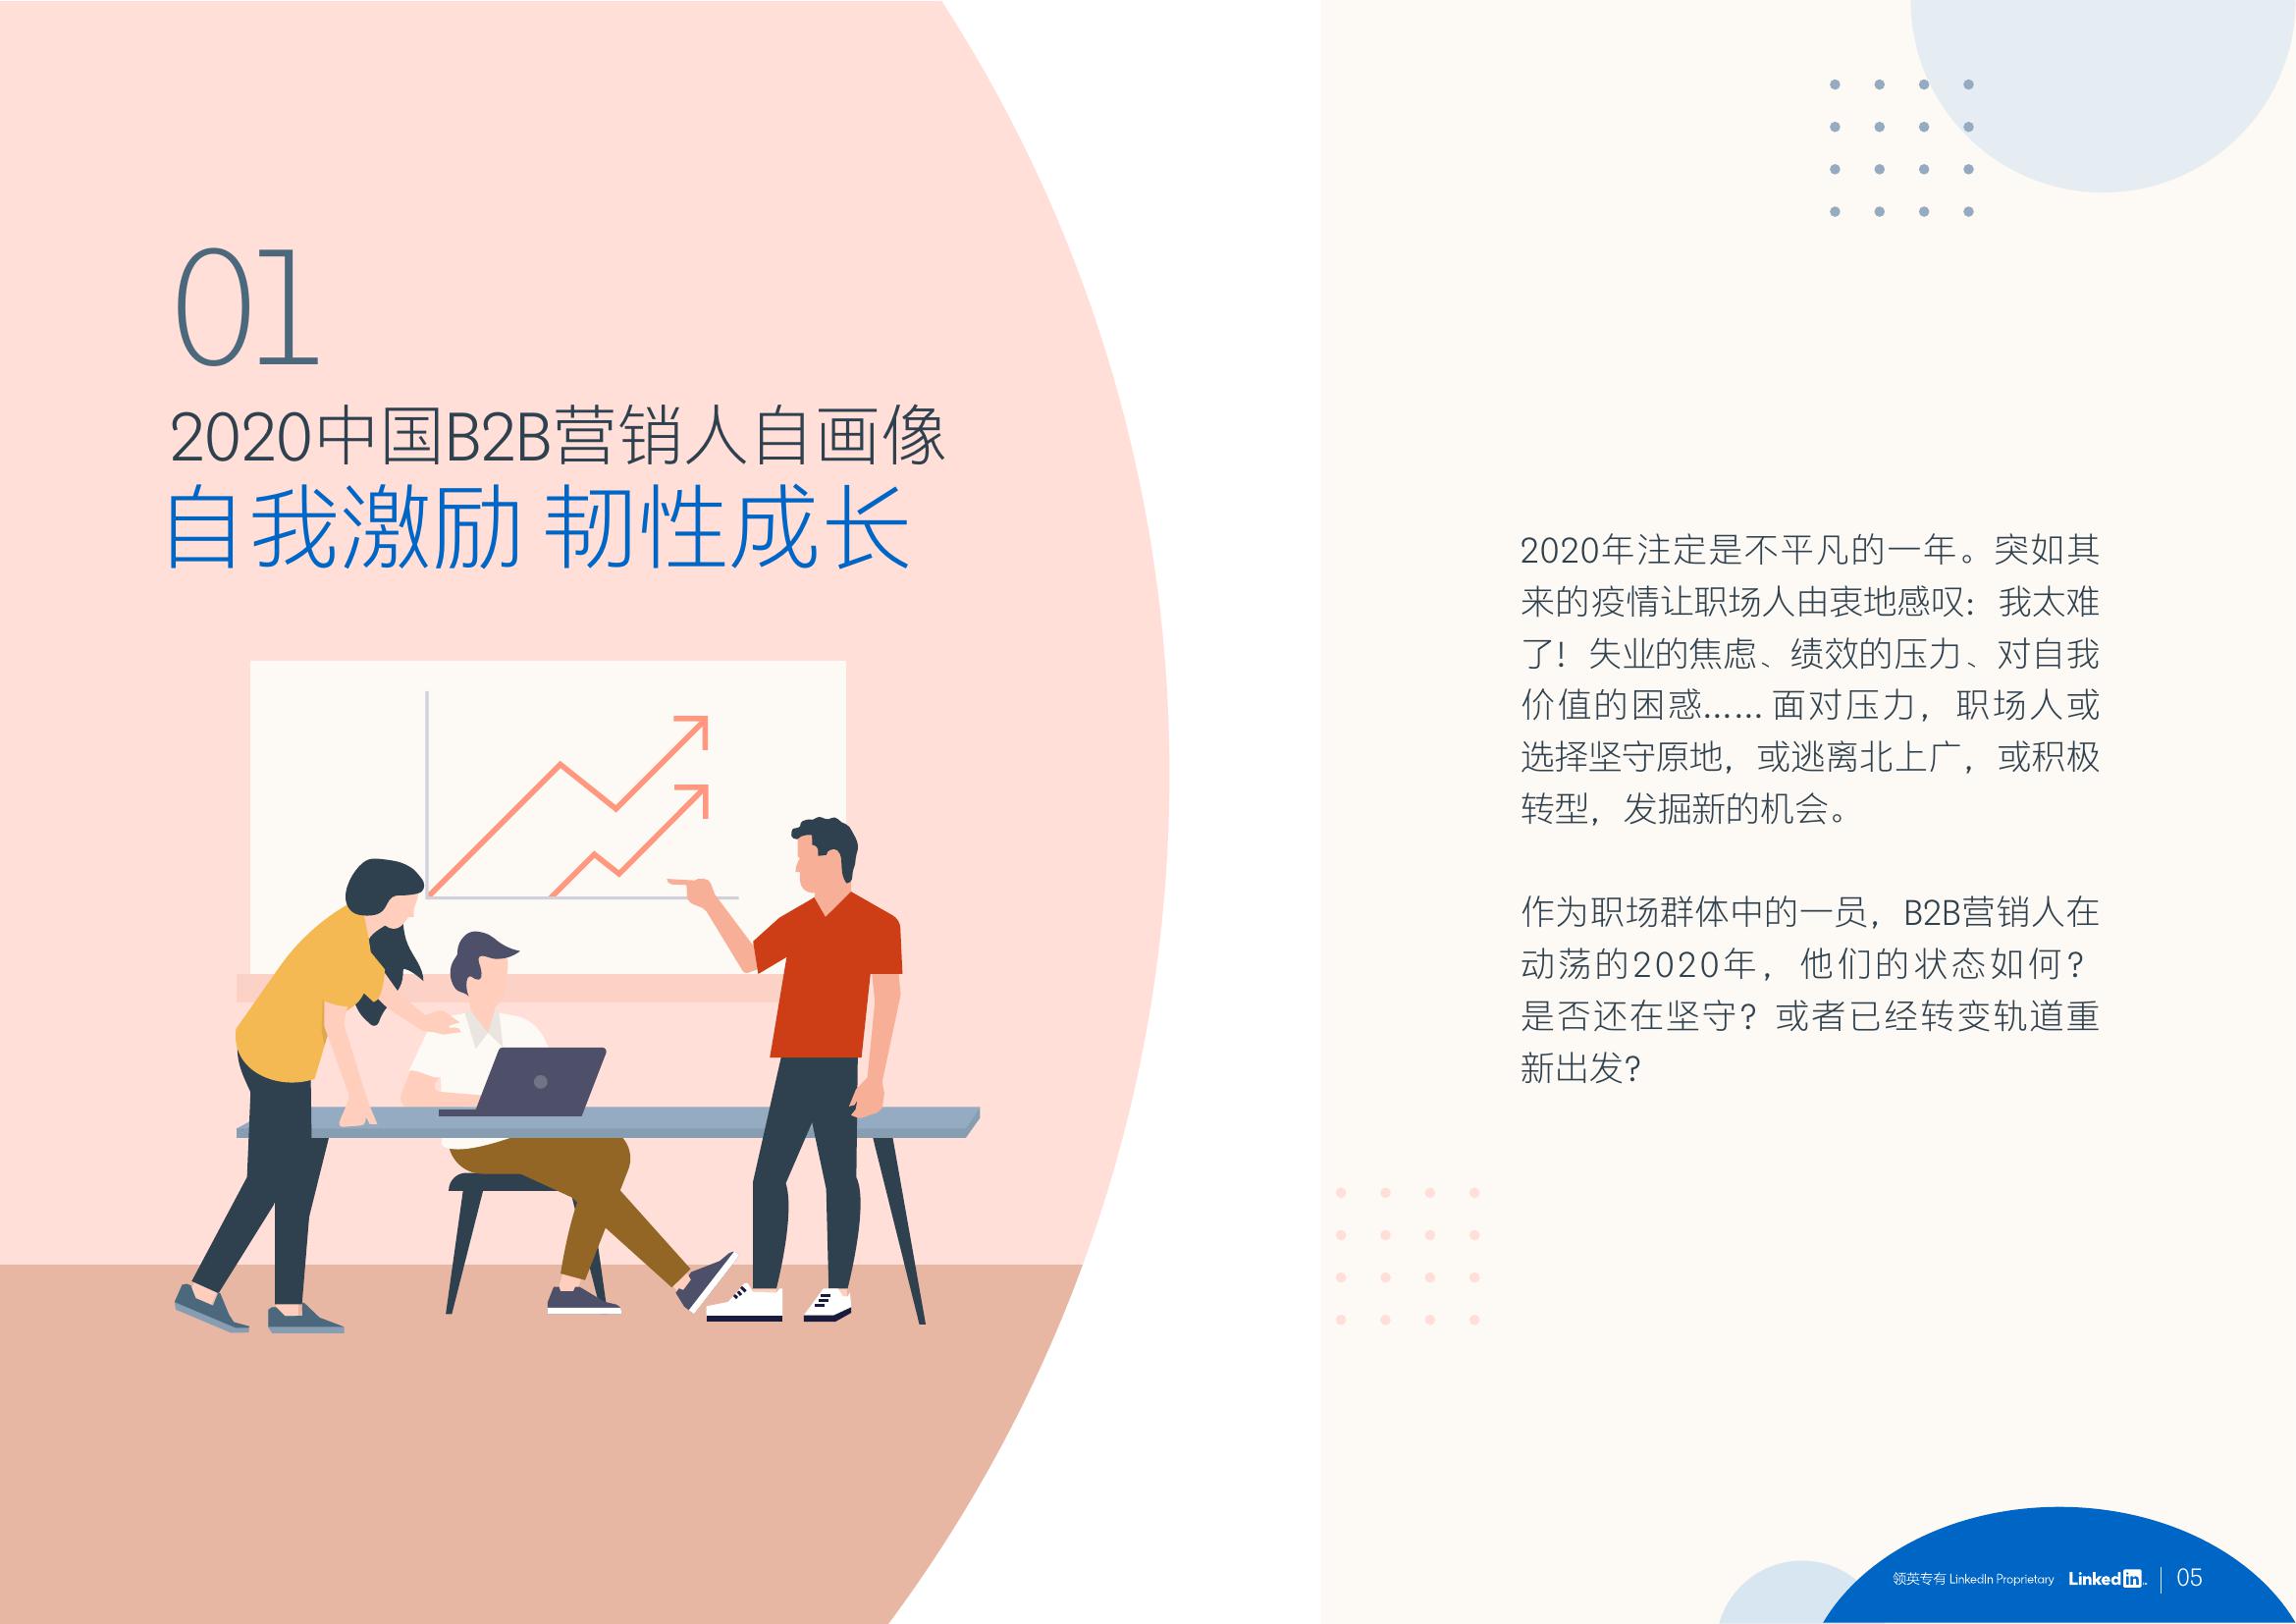 01
2020中国B2B营销人自画像
自我激励 韧性成长
2020年注定是不平凡的一年。突如其
来的疫情让职场人由衷地感叹：我太难
了！失业的焦虑、绩效的压力、对自我
价值的困惑...... 面对压力，职场人或
选择坚守原地，或逃离北上广，或积极
转型，发掘新的机会。
作为职场群体中的一员，B2B营销人在
动荡的2020年，他们的状态如何？
是否还在坚守？或者已经转变轨道重
新出发？
领英专有 LinkedIn Proprietary LinkedIn | 05